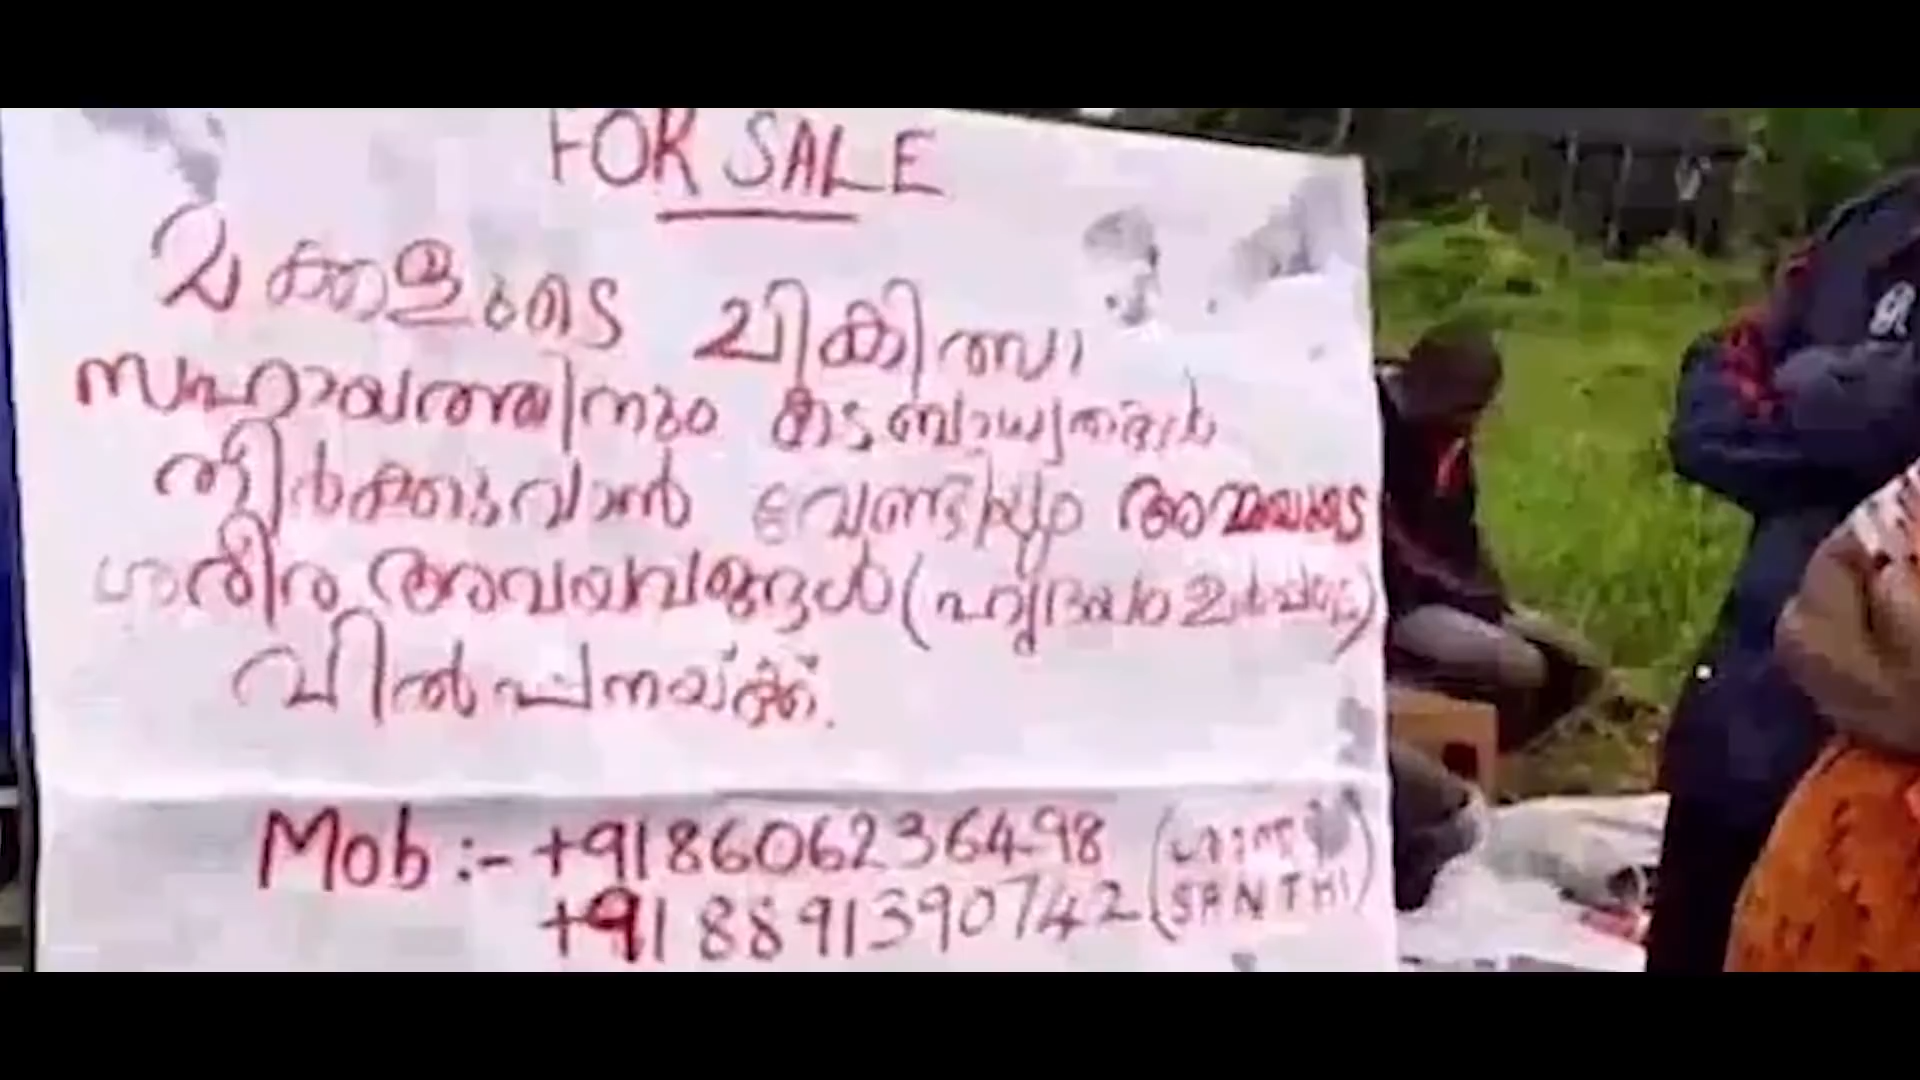 FOR SALE
മക്കളുടെ ചികിത്സാ
സഹായത്തിനും കടബാധ്യതകൾ
തീർക്കുവാൻ വേണ്ടിയും അമ്മയുടെ
ശരീര അവയവങ്ങൾ (ഹൃദയം ഉൾപ്പടെ)
വിൽപ്പനയ്ക്ക്.
Mob :- +918606236498 (ശാന്തി
+918891390742 SANTHI)